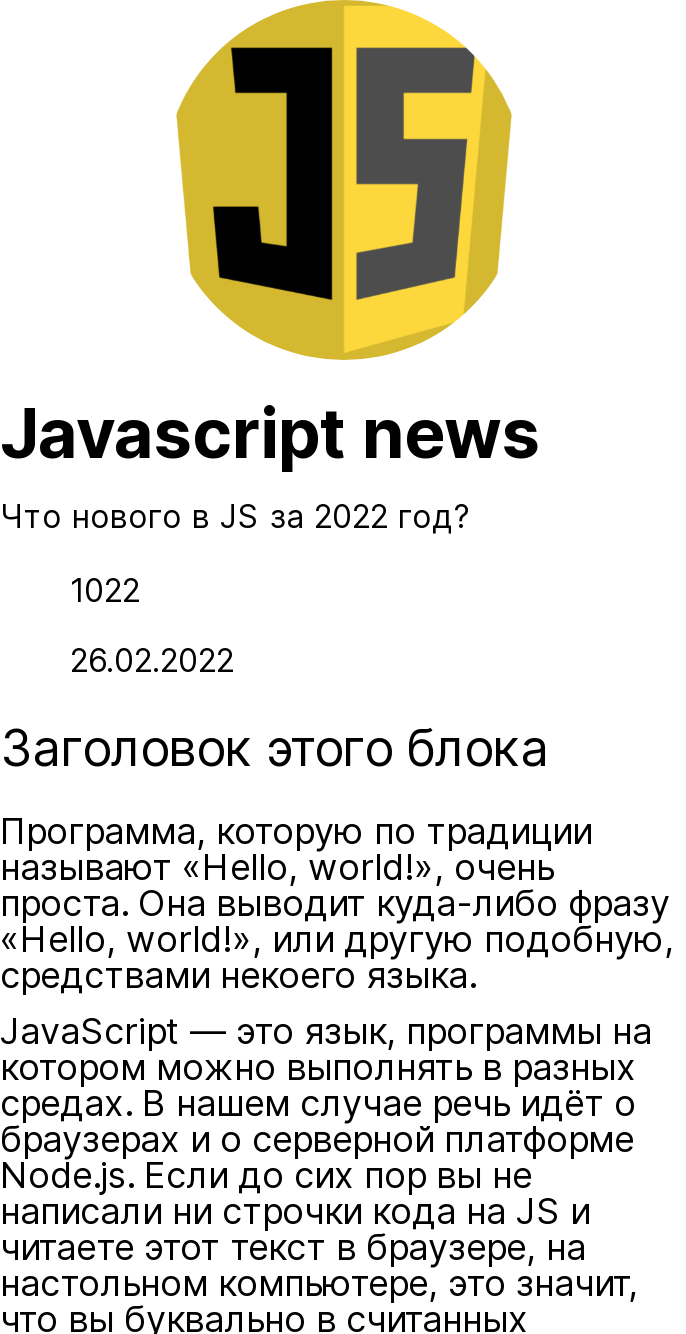 JS
Javascript news
Что нового в JS за 2022 год?
1022
26.02.2022
Заголовок этого блока
Программа, которую по традиции
называют «Hello, world!», очень
проста. Она выводит куда-либо фразу
«Hello, world!», или другую подобную,
средствами некоего языка.
JavaScript — это язык, программы на
котором можно выполнять в разных
средах. В нашем случае речь идёт о
браузерах и о серверной платформе
Node.js. Если до сих пор вы не
написали ни строчки кода на JS и
читаете этот текст в браузере, на
настольном компьютере, это значит,
что вы буквально в считанных